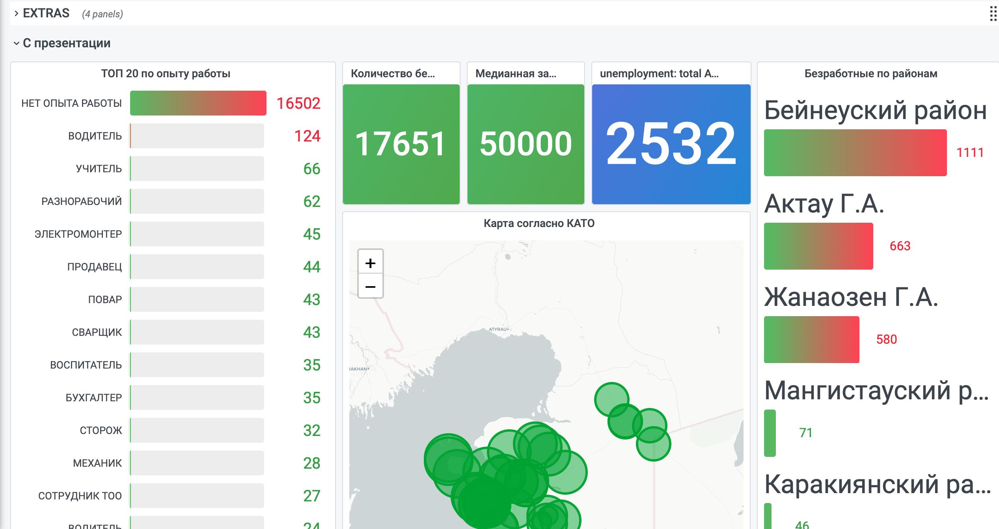 EXTRAS (4 panels)
С презентации
ТОП 20 по опыту работы
НЕТ ОПЫТА РАБОТЫ 16502
ВОДИТЕЛЬ 124
УЧИТЕЛЬ 66
РАЗНОРАБОЧИЙ 62
ЭЛЕКТРОМОНТЕР 45
ПРОДАВЕЦ 44
ПОВАР 43
СВАРЩИК 43
ВОСПИТАТЕЛЬ 35
БУХГАЛТЕР 35
СТОРОЖ 32
МЕХАНИК 28
СОТРУДНИК ТОО 27
ВОДИТЕЛЬ 24
Количество бе...
17651
Медианная за...
50000
unemployment: total A...
2532
Карта согласно КАТО
+
−
ATYRAU
RAKHAN
Безработные по районам
Бейнеуский район
1111
Актау Г.А.
663
Жанаозен Г.А.
580
Мангистауский р...
71
Каракиянский ра...
46